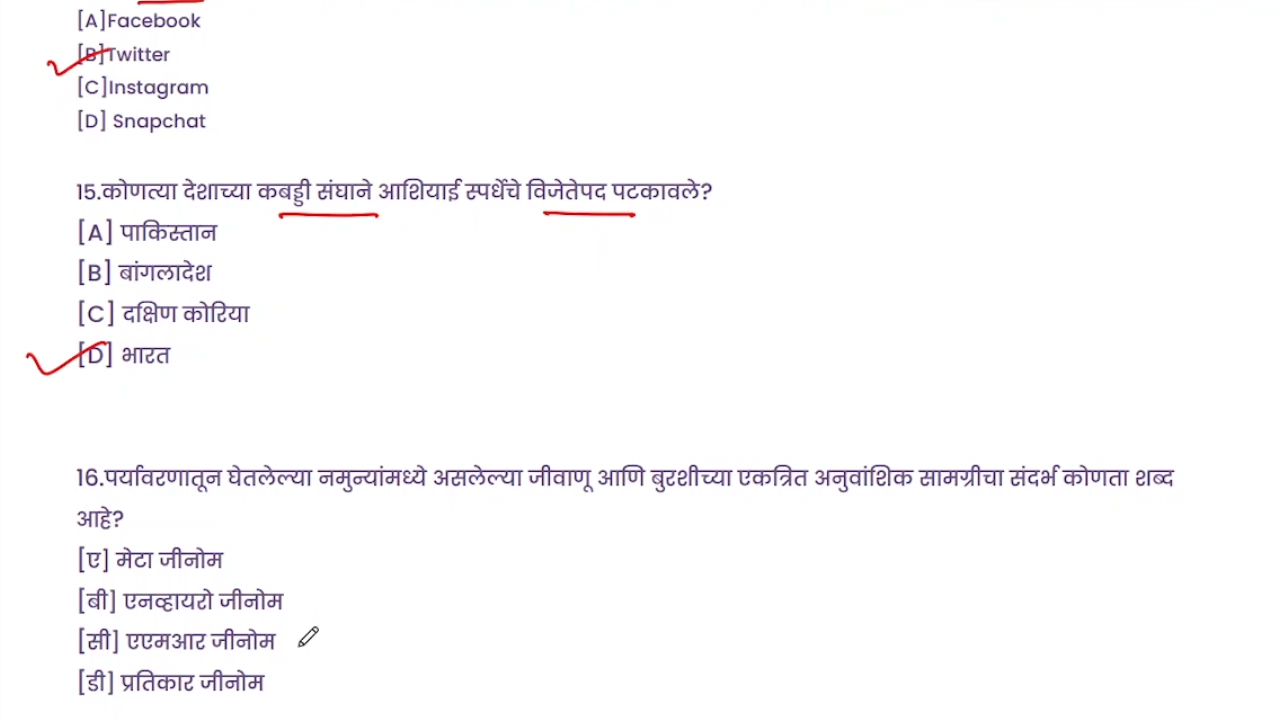 [A]Facebook
[B]Twitter
[C]Instagram
[D] Snapchat
15.कोणत्या देशाच्या कबड्डी संघाने आशियाई स्पर्धेचे विजेतेपद पटकावले?
[A] पाकिस्तान
[B] बांगलादेश
[C] दक्षिण कोरिया
[D] भारत
16.पर्यावरणातून घेतलेल्या नमुन्यांमध्ये असलेल्या जीवाणू आणि बुरशीच्या एकत्रित अनुवांशिक सामग्रीचा संदर्भ कोणता शब्द
आहे?
[ए] मेटा जीनोम
[बी] एनव्हायरो जीनोम
[सी] एएमआर जीनोम
[डी] प्रतिकार जीनोम